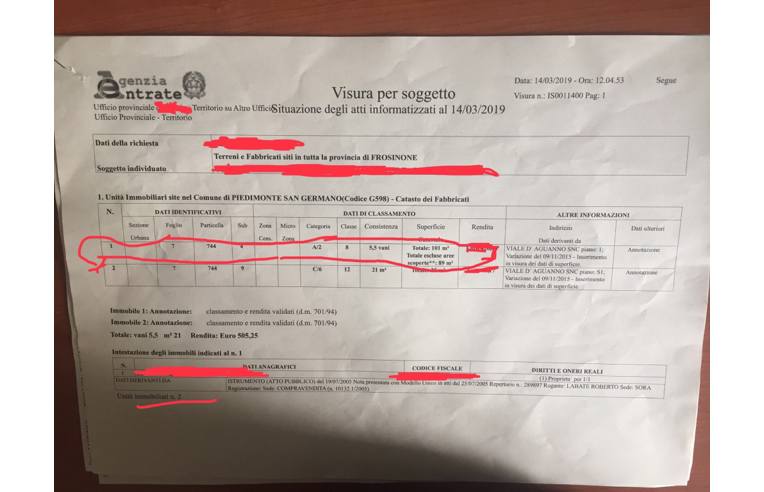 Agenzia
Entrate
Ufficio provinciale Territorio su Altro Ufficio
Ufficio Provinciale - Territorio
Visura per soggetto
Situazione degli atti informatizzati al 14/03/2019
Data: 14/03/2019 - Ora: 12.04.53 Segue
Visura n.: IS0011400 Pag: 1
Dati della richiesta
Terreni e Fabbricati siti in tutta la provincia di FROSINONE
Soggetto individuato
1. Unità Immobiliari site nel Comune di PIEDIMONTE SAN GERMANO(Codice G598) - Catasto dei Fabbricati
N. DATI IDENTIFICATIVI DATI DI CLASSAMENTO ALTRE INFORMAZIONI
Sezione Foglio Particella Sub Zona Micro Categoria Classe Consistenza Superficie Rendita Indirizzo Dati ulteriori
Urbana Cens. Zona Catastale Dati derivanti da
1 7 744 A/2 8 5,5 vani Totale: 101 m² VIALE D' AGUANNO SNC piano: 1; Annotazione
Totale escluse aree Variazione del 09/11/2015 - Inserimento
scoperte**: 89 m² in visura dei dati di superficie.
2 7 744 9 C/6 12 21 m² VIALE D' AGUANNO SNC piano: S1; Annotazione
Variazione del 09/11/2015 - Inserimento
in visura dei dati di superficie.
Immobile 1: Annotazione: classamento e rendita validati (d.m. 701/94)
Immobile 2: Annotazione: classamento e rendita validati (d.m. 701/94)
Totale: vani 5,5 m² 21 Rendita: Euro 505,25
Intestazione degli immobili indicati al n. 1
N. DATI ANAGRAFICI CODICE FISCALE DIRITTI E ONERI REALI
1 (1) Proprieta' per 1/1
DATI DERIVANTI DA ISTRUMENTO (ATTO PUBBLICO) del 19/07/2005 Nota presentata con Modello Unico in atti dal 25/07/2005 Repertorio n.: 289697 Rogante: LABATE ROBERTO Sede: SORA
Registrazione: Sede: COMPRAVENDITA (n. 10132.1/2005)
Unità immobiliari n. 2